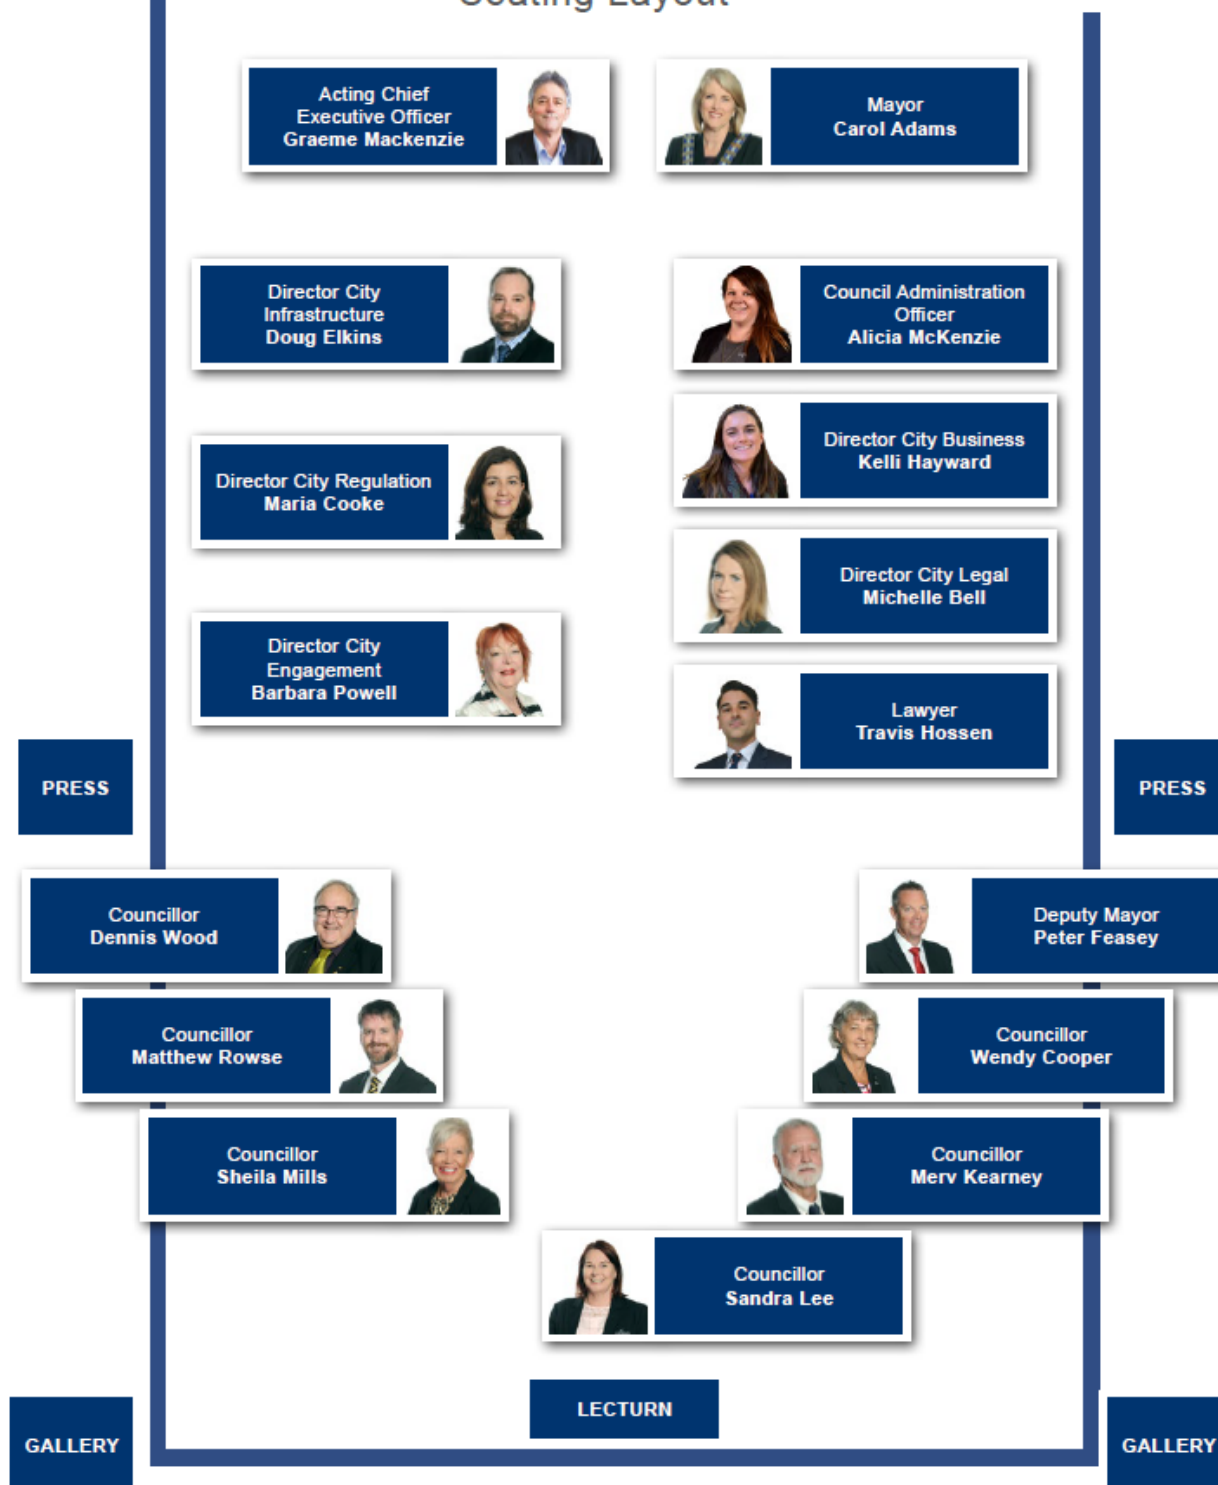 Seating Layout
Acting Chief
Executive Officer
Graeme Mackenzie
Mayor
Carol Adams
Director City
Infrastructure
Doug Elkins
Council Administration
Officer
Alicia McKenzie
Director City Business
Kelli Hayward
Director City Regulation
Maria Cooke
Director City Legal
Michelle Bell
Director City
Engagement
Barbara Powell
Lawyer
Travis Hossen
PRESS
PRESS
Councillor
Dennis Wood
Deputy Mayor
Peter Feasey
Councillor
Matthew Rowse
Councillor
Wendy Cooper
Councillor
Sheila Mills
Councillor
Merv Kearney
Councillor
Sandra Lee
LECTURN
GALLERY
GALLERY